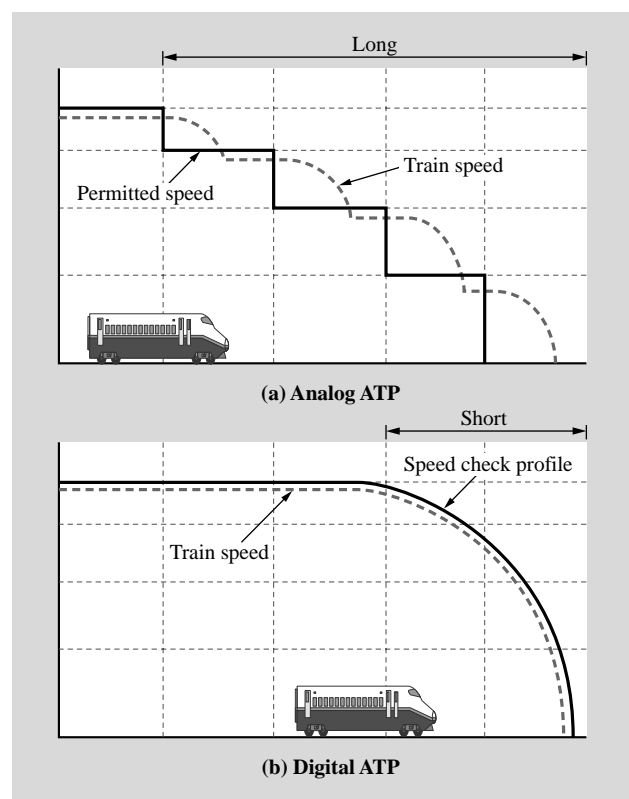 Long
Train speed
Permitted speed
(a) Analog ATP
Short
Speed check profile
Train speed
(b) Digital ATP